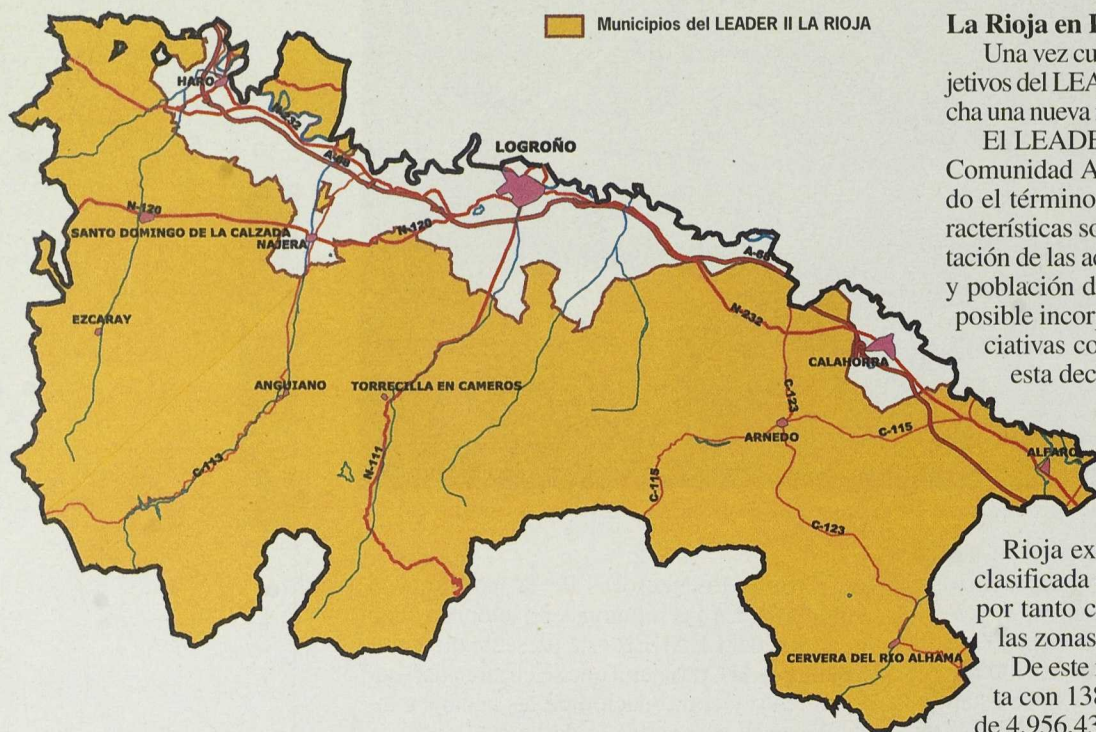 Municipios del LEADER II LA RIOJA
HARO
N-232
A-68
LOGROÑO
N-120
SANTO DOMINGO DE LA CALZADA
NAJERA
N-120
A-68
EZCARAY
N-232
CALAHORRA
ANGUIANO
TORRECILLA EN CAMEROS
C-123
ARNEDO
C-115
ALFARO
C-113
N-111
C-115
C-123
CERVERA DEL RIO ALHAMA
La Rioja en
Una vez cu
jetivos del LEA
cha una nueva
El LEADE
Comunidad A
do el término
racterísticas so
tación de las ac
y población d
posible incorp
ciativas co
esta dec
Rioja ex
clasificada
por tanto c
las zonas
De este
ta con 138
de 4.956,43